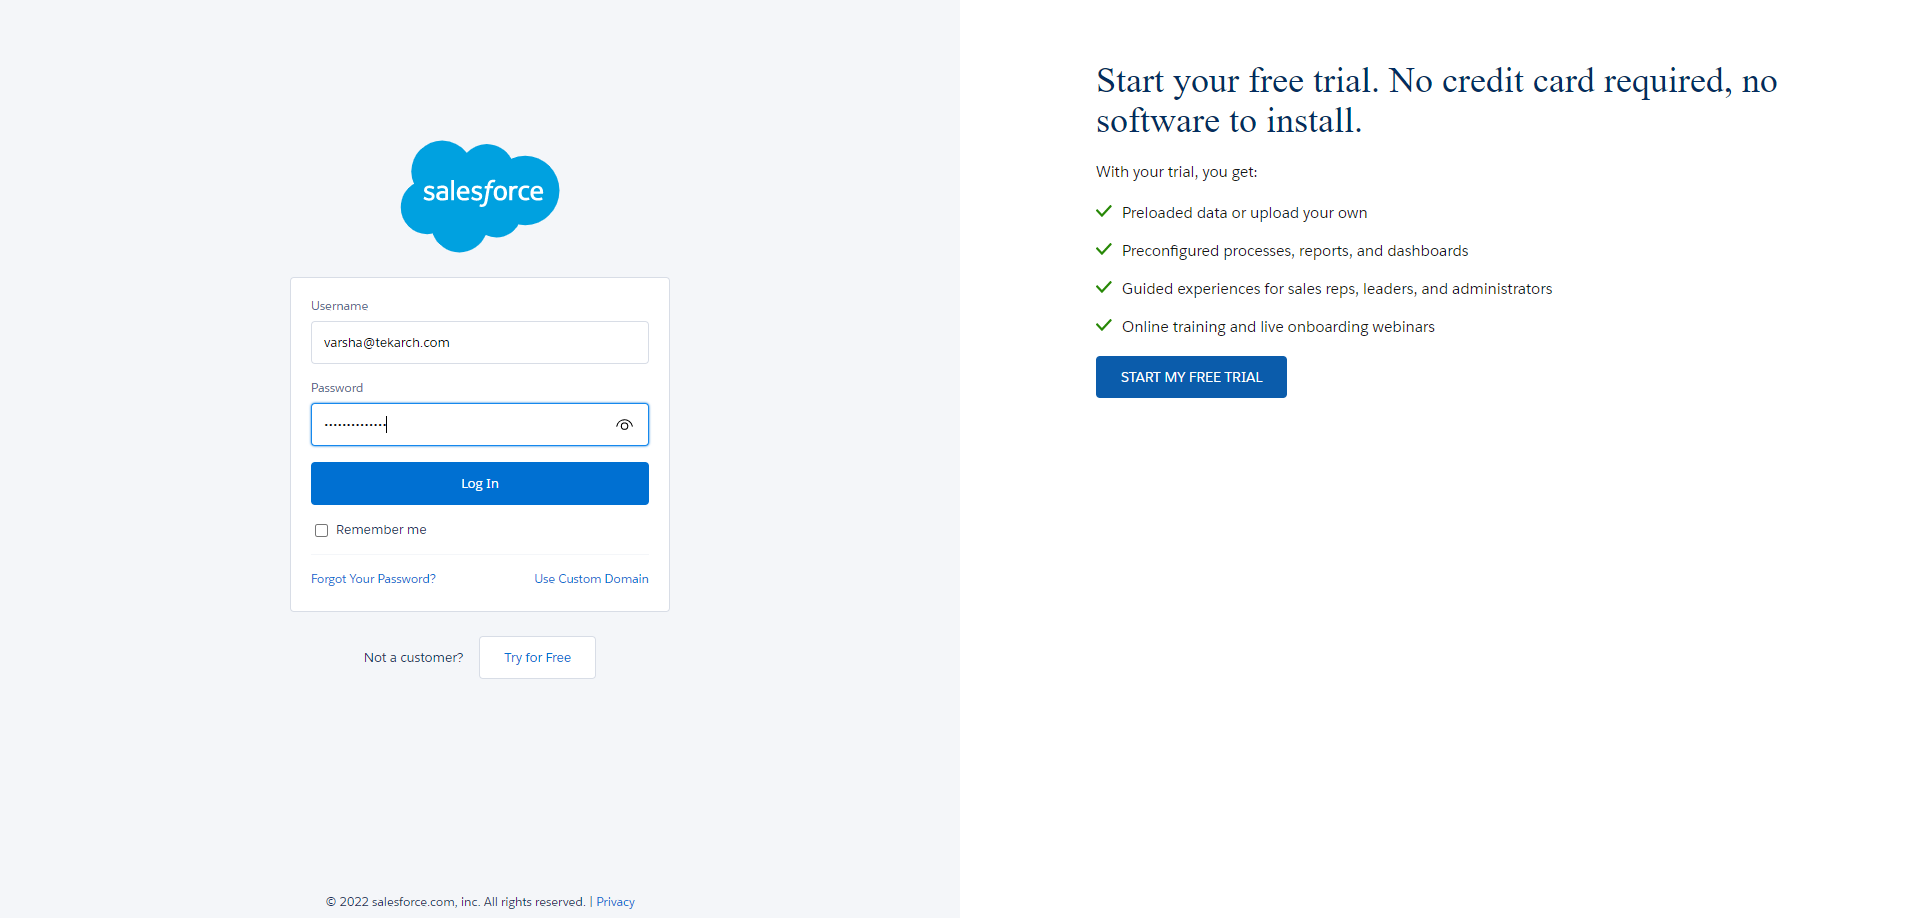 salesforce
Username
varsha@tekarch.com
Password
••••••••••••••
Log In
Remember me
Forgot Your Password?
Use Custom Domain
Not a customer?
Try for Free
© 2022 salesforce.com, inc. All rights reserved. | Privacy
Start your free trial. No credit card required, no
software to install.
With your trial, you get:
Preloaded data or upload your own
Preconfigured processes, reports, and dashboards
Guided experiences for sales reps, leaders, and administrators
Online training and live onboarding webinars
START MY FREE TRIAL